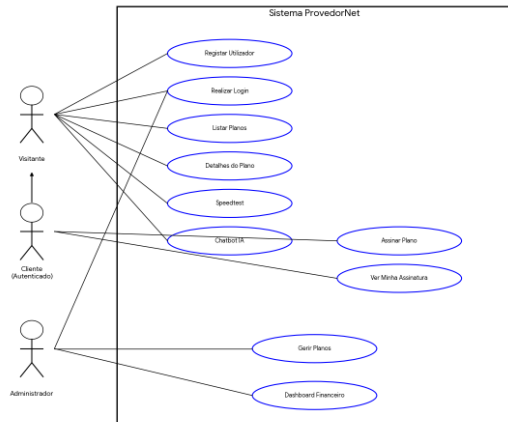 Sistema ProvedorNet
Registar Utilizador
Realizar Login
Listar Planos
Visitante
Detalhes do Plano
Speedtest
Chatbot IA
Assinar Plano
Cliente
(Autenticado)
Ver Minha Assinatura
Gerir Planos
Administrador
Dashboard Financeiro